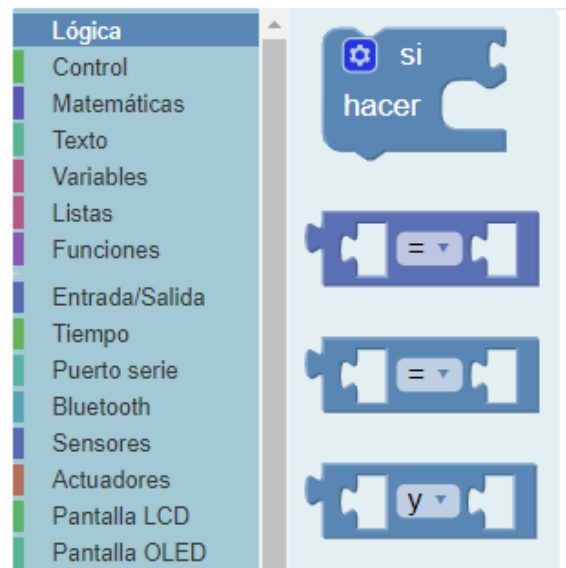 Lógica
Control
Matemáticas
Texto
Variables
Listas
Funciones
Entrada/Salida
Tiempo
Puerto serie
Bluetooth
Sensores
Actuadores
Pantalla LCD
Pantalla OLED
si
hacer
=
=
y